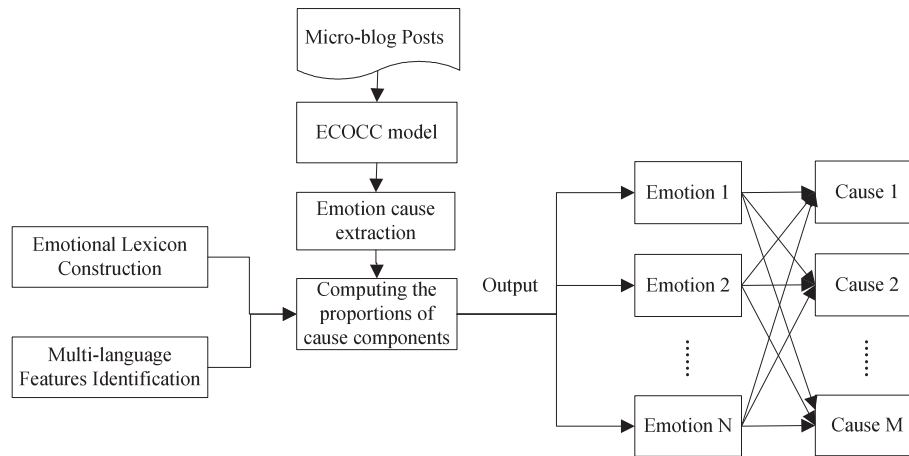 Micro-blog Posts
ECOCC model
Emotion cause
extraction
Computing the
proportions of
cause components
Emotional Lexicon
Construction
Multi-language
Features Identification
Output
Emotion 1
Emotion 2
Emotion N
Cause 1
Cause 2
Cause M